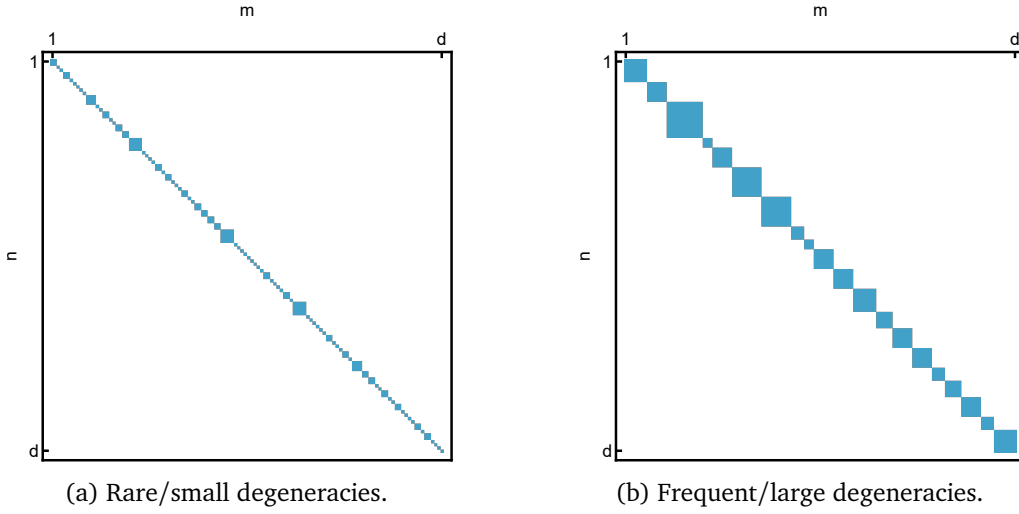 m
1 d
1
n
d
(a) Rare/small degeneracies.
m
1 d
1
n
d
(b) Frequent/large degeneracies.